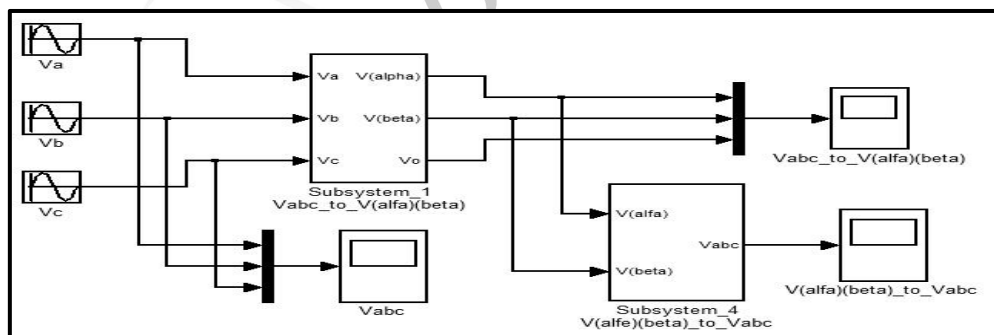 Va
Vb
Vc
Va V(alpha)
Vb V(beta)
Vc Vo
Subsystem_1
Vabc_to_V(alfa)(beta)
Vabc
Vabc_to_V(alfa)(beta)
V(alfa)
Vabc
V(beta)
Subsystem_4
V(alfe)(beta)_to_Vabc
V(alfa)(beta)_to_Vabc